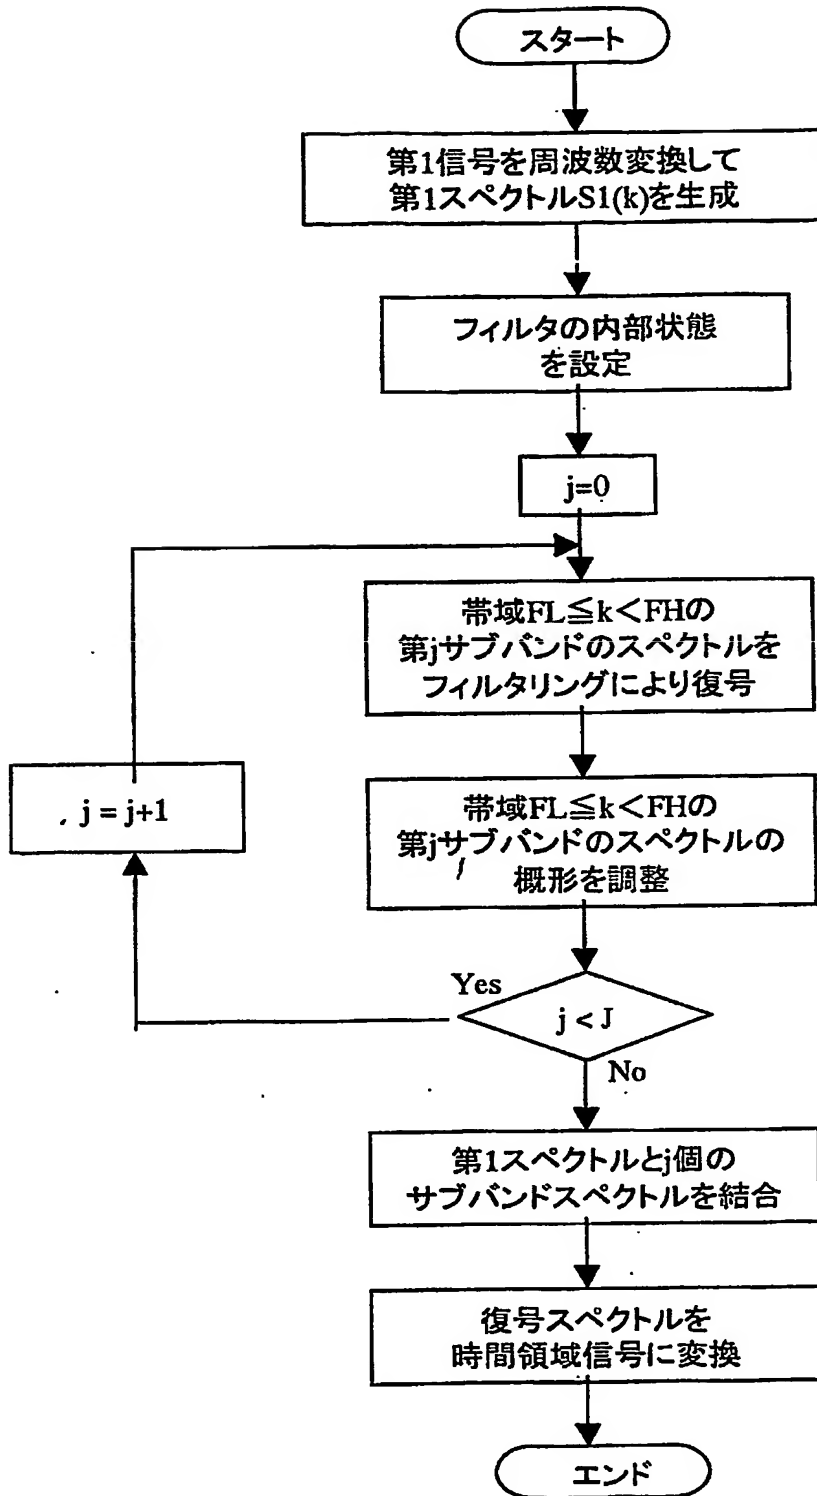 スタート
第1信号を周波数変換して
第1スペクトルS1(k)を生成
フィルタの内部状態
を設定
j=0
帯域FL≦k<FHの
第jサブバンドのスペクトルを
フィルタリングにより復号
j = j+1
帯域FL≦k<FHの
第jサブバンドのスペクトルの
概形を調整
Yes
j < J
No
第1スペクトルとj個の
サブバンドスペクトルを結合
復号スペクトルを
時間領域信号に変換
エンド